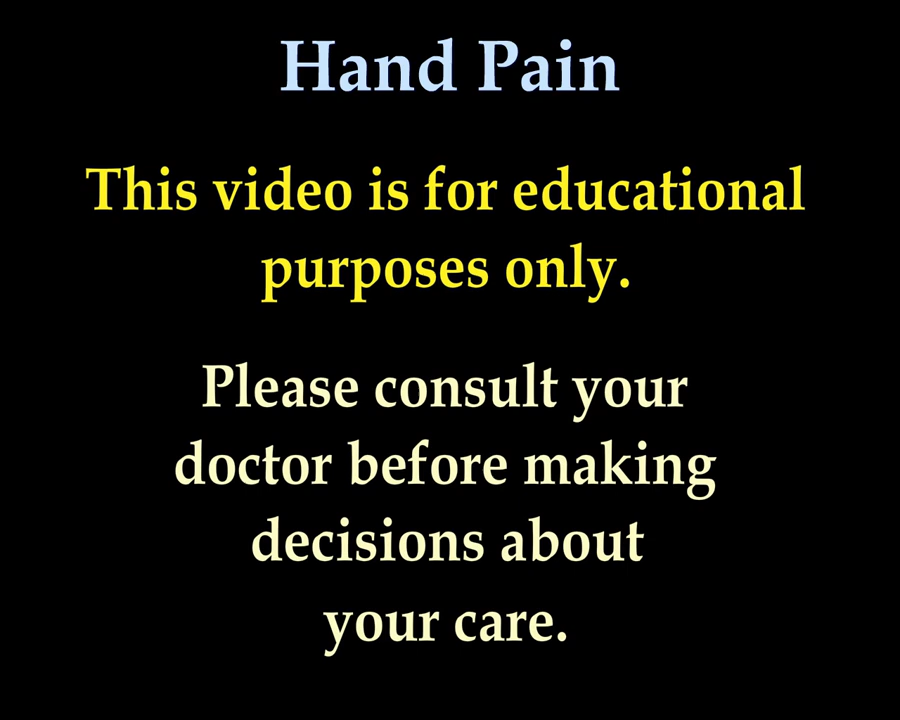 Hand Pain
This video is for educational
purposes only.
Please consult your
doctor before making
decisions about
your care.